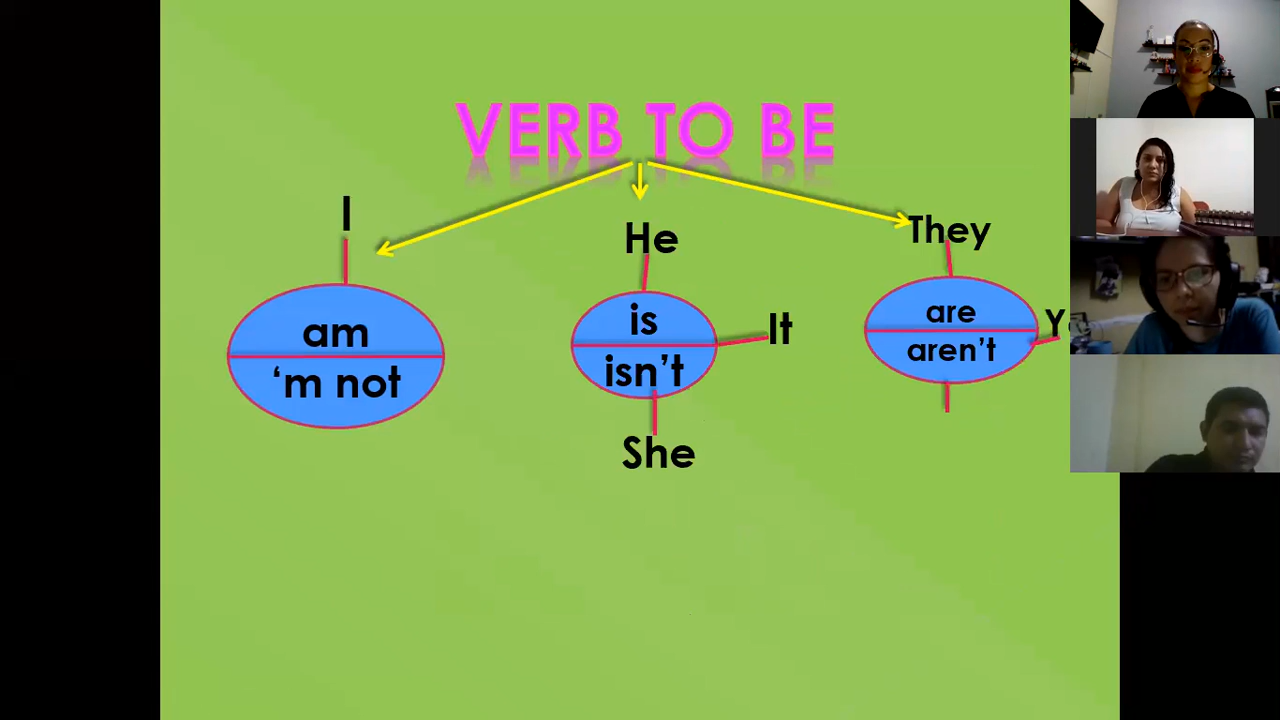 VERB TO BE
I
am
‘m not
He
is
isn’t
It
She
They
are
aren’t